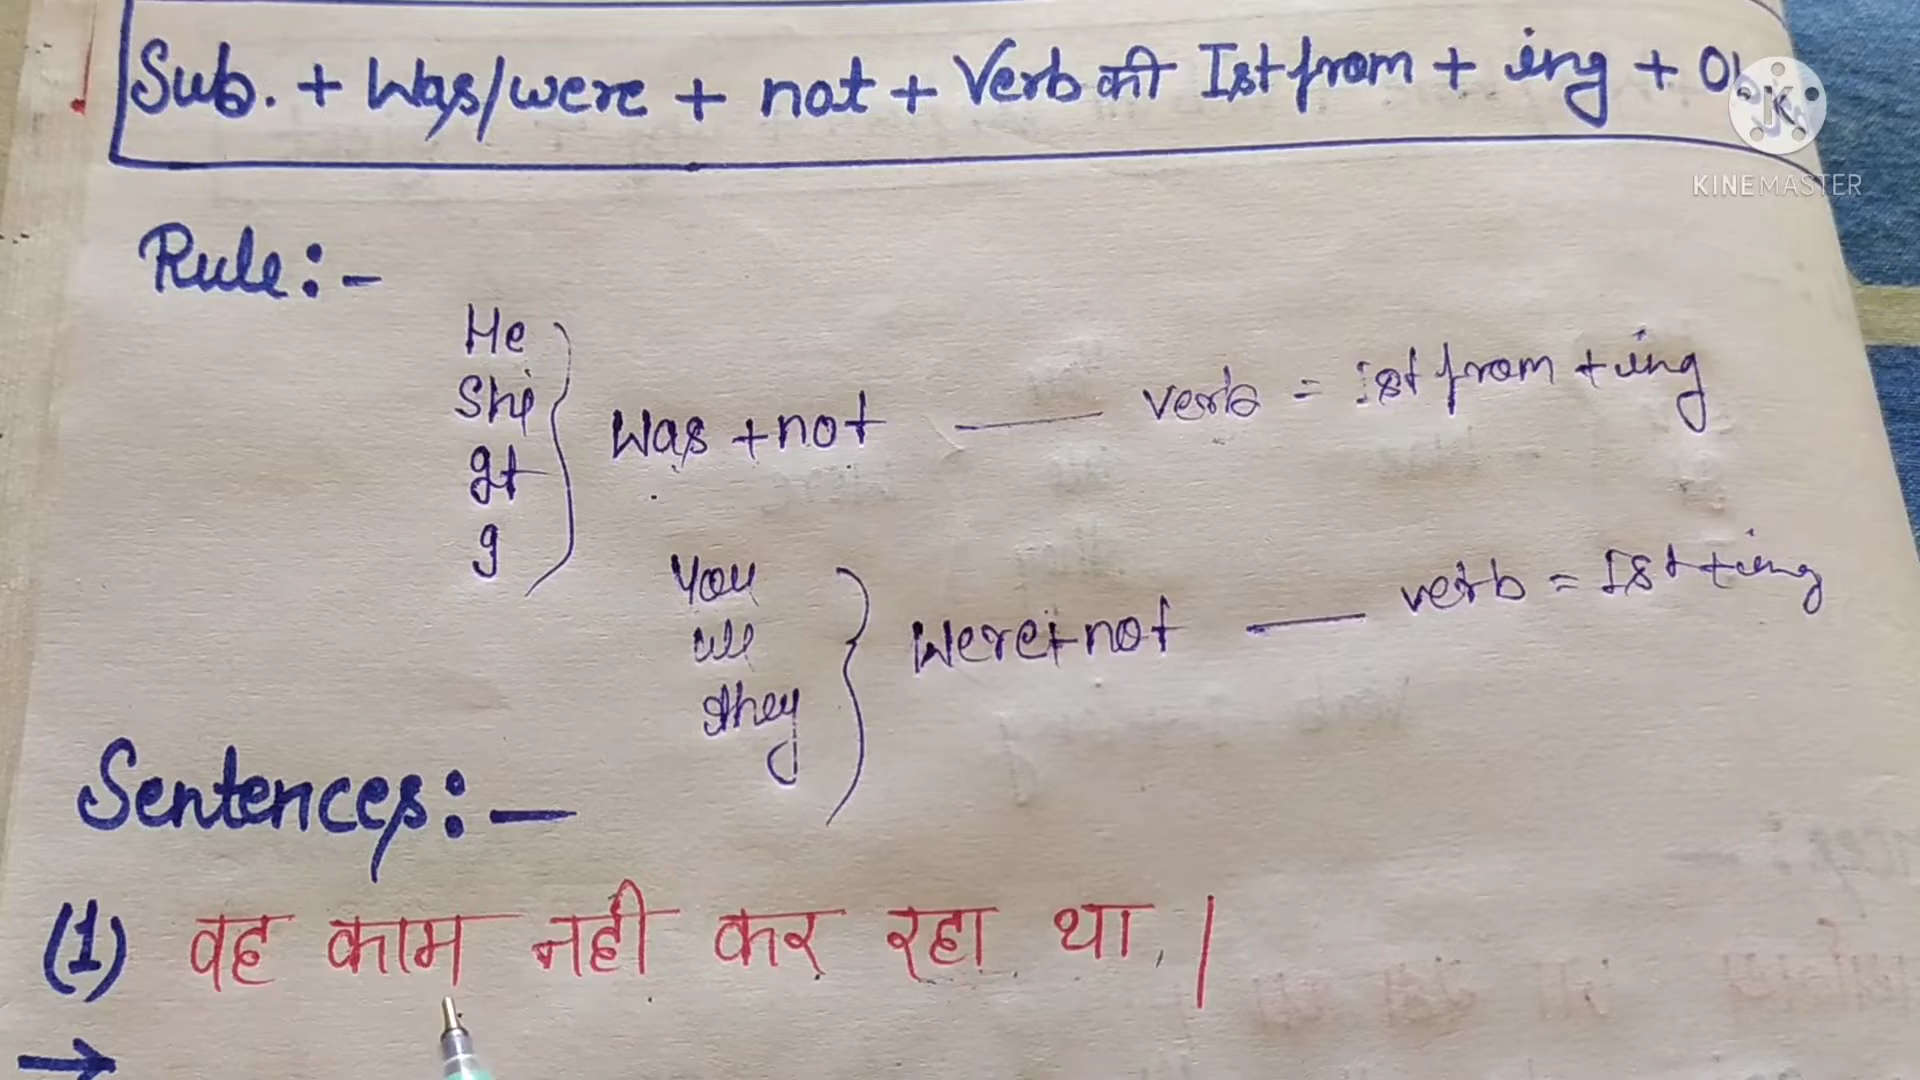 Sub. + Was/were + not + Verb की Ist from + ing +
KINEMASTER
Rule:-
He
She
It
I
Was + not — verb = Ist from + ing
You
we
they
Were + not — verb = Ist + ing
Sentences:-
(1) वह काम नही कर रहा था।
→